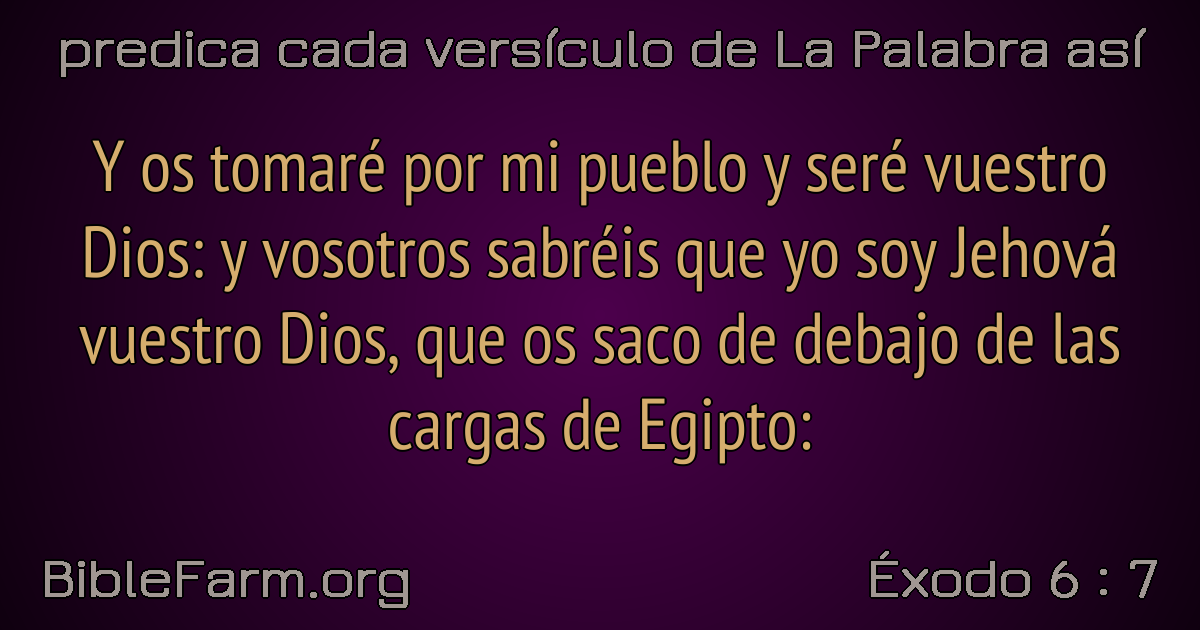 predica cada versículo de La Palabra así
Y os tomaré por mi pueblo y seré vuestro
Dios: y vosotros sabréis que yo soy Jehová
vuestro Dios, que os saco de debajo de las
cargas de Egipto:
BibleFarm.org
Éxodo 6 : 7